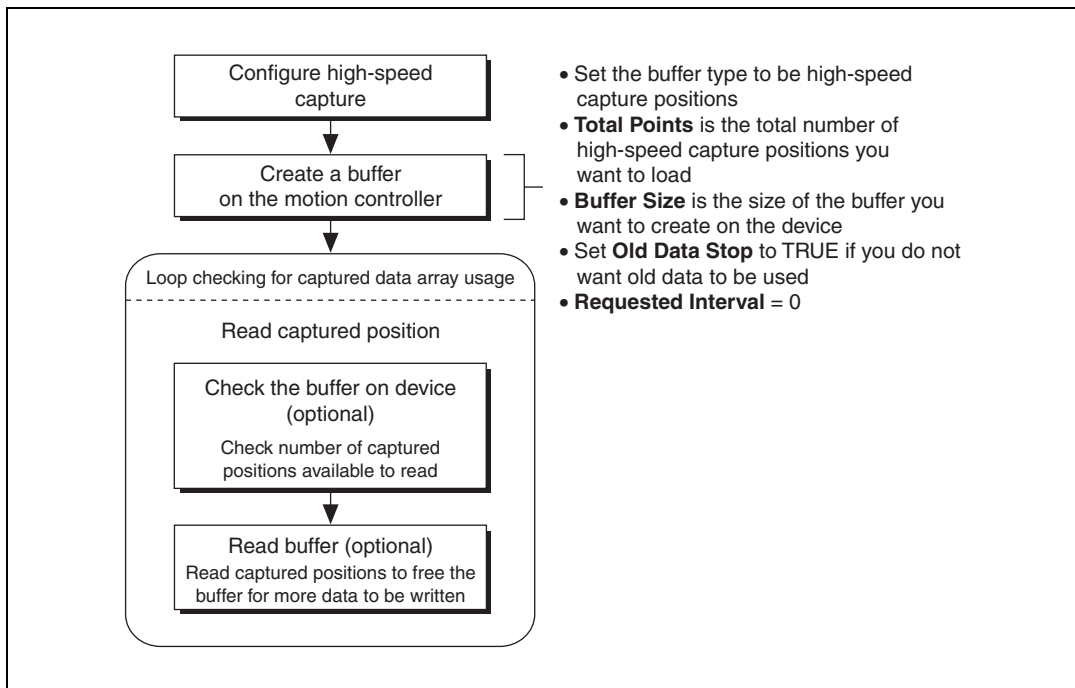 Configure high-speed
capture
Create a buffer
on the motion controller
• Set the buffer type to be high-speed
capture positions
• Total Points is the total number of
high-speed capture positions you
want to load
• Buffer Size is the size of the buffer you
want to create on the device
• Set Old Data Stop to TRUE if you do not
want old data to be used
• Requested Interval = 0
Loop checking for captured data array usage
Read captured position
Check the buffer on device
(optional)
Check number of captured
positions available to read
Read buffer (optional)
Read captured positions to free the
buffer for more data to be written